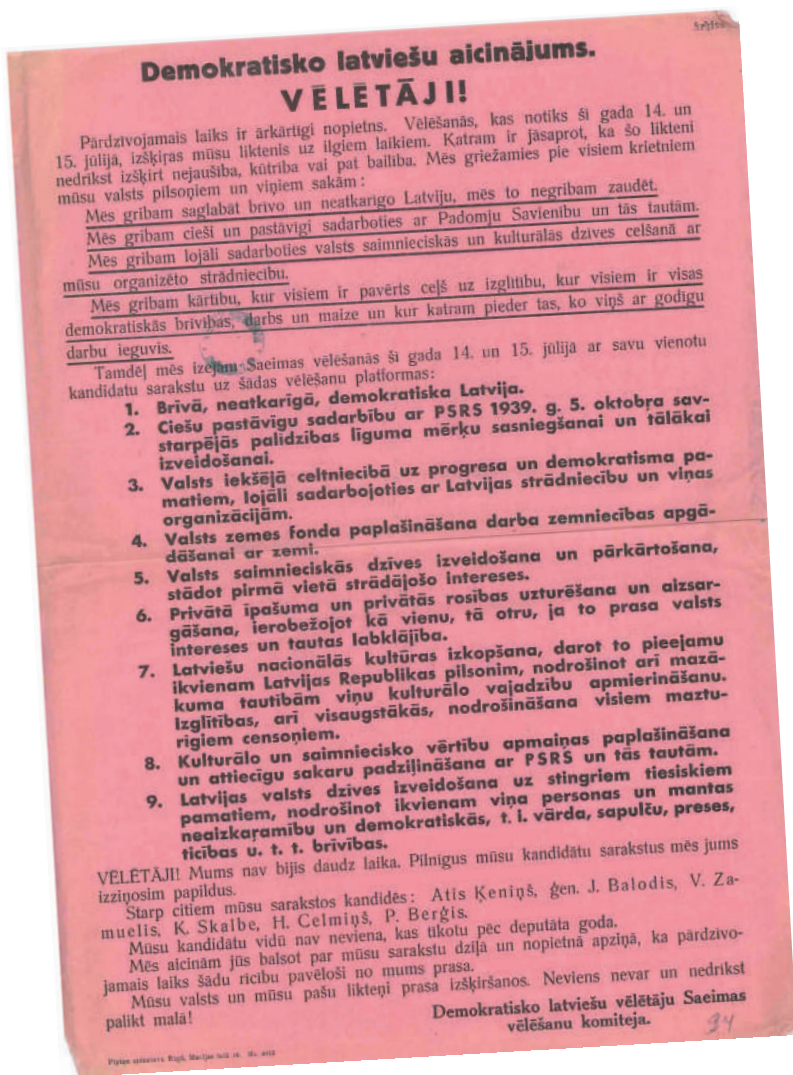 Demokratisko latviešu aicinājums.
VĒLĒTĀJI!
Pārdzīvojamais laiks ir ārkārtīgi nopietns. Vēlēšanās, kas notiks šī gada 14. un
15. jūlijā, izšķiŗas mūsu liktenis uz ilgiem laikiem. Katram ir jāsaprot, ka šo likteni
nedrīkst izšķirt nejaušība, kūtrība vai pat bailība. Mēs griežamies pie visiem krietniem
mūsu valsts pilsoņiem un viņiem sakām:
Mēs gribam saglabāt brīvo un neatkarīgo Latviju, mēs to negribam zaudēt.
Mēs gribam cieši un pastāvīgi sadarboties ar Padomju Savienību un tās tautām.
Mēs gribam lojāli sadarboties valsts saimnieciskās un kulturālās dzīves celšanā ar
mūsu organizēto strādniecību.
Mēs gribam kārtību, kur visiem ir pavērts ceļš uz izglītību, kur visiem ir visas
demokratiskās brīvības, darbs un maize un kur katram pieder tas, ko viņš ar godīgu
darbu ieguvis.
Tamdēļ mēs izejam Saeimas vēlēšanās šī gada 14. un 15. jūlijā ar savu vienotu
kandidatu sarakstu uz šādas vēlēšanu platformas:
1. Brīvā, neatkarīgā, demokratiska Latvija.
2. Ciešu pastāvīgu sadarbību ar PSRS 1939. g. 5. oktobŗa sav-
starpējās palīdzības līguma mērķu sasniegšanai un tālākai
izveidošanai.
3. Valsts iekšējā celtniecībā uz progresa un demokratisma pa-
matiem, lojāli sadarbojoties ar Latvijas strādniecību un viņas
organizācijām.
4. Valsts zemes fonda paplašināšana darba zemniecības apgā-
dāšanai ar zemi.
5. Valsts saimnieciskās dzīves izveidošana un pārkārtošana,
stādot pirmā vietā strādājošo intereses.
6. Privātā īpašuma un privātās rosības uzturēšana un aizsar-
gāšana, ierobežojot kā vienu, tā otru, ja to prasa valsts
intereses un tautas labklājība.
7. Latviešu nacionālās kultūras izkopšana, darot to pieejamu
ikvienam Latvijas Republikas pilsonim, nodrošinot arī mazā-
kuma tautībām viņu kulturālo vajadzību apmierināšanu.
Izglītības, arī visaugstākās, nodrošināšana visiem maztu-
rīgiem censoņiem.
8. Kulturālo un saimniecisko vērtību apmaiņas paplašināšana
un attiecīgu sakaru padziļināšana ar PSRS un tās tautām.
9. Latvijas valsts dzīves izveidošana uz stingriem tiesiskiem
pamatiem, nodrošinot ikvienam viņa personas un mantas
neaizkaŗamību un demokratiskās, t. i. vārda, sapulču, preses,
ticības u. t. t. brīvības.
VĒLĒTĀJI! Mums nav bijis daudz laika. Pilnīgus mūsu kandidātu sarakstus mēs jums
izziņosim papildus.
Starp citiem mūsu sarakstos kandidēs: Atis Ķeniņš, ģen. J. Balodis, V. Za-
muelis, K. Skalbe, H. Celmiņš, P. Berģis.
Mūsu kandidātu vidū nav neviena, kas tīkotu pēc deputāta goda.
Mēs aicinām jūs balsot par mūsu sarakstu dziļā un nopietnā apziņā, ka pārdzīvo-
jamais laiks šādu rīcību pavēloši no mums prasa.
Mūsu valsts un mūsu pašu likteņi prasa izšķiršanos. Neviens nevar un nedrīkst
palikt malā!
Demokratisko latviešu vēlētāju Saeimas
vēlēšanu komiteja.
34